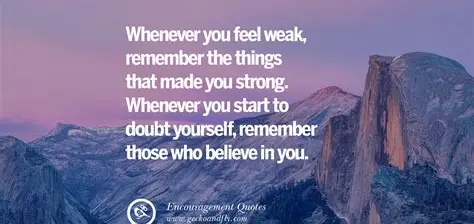 Whenever you feel weak,
remember the things
that made you strong.
Whenever you start to
doubt yourself, remember
those who believe in you.
Encouragement Quotes
www.geckoandfly.com